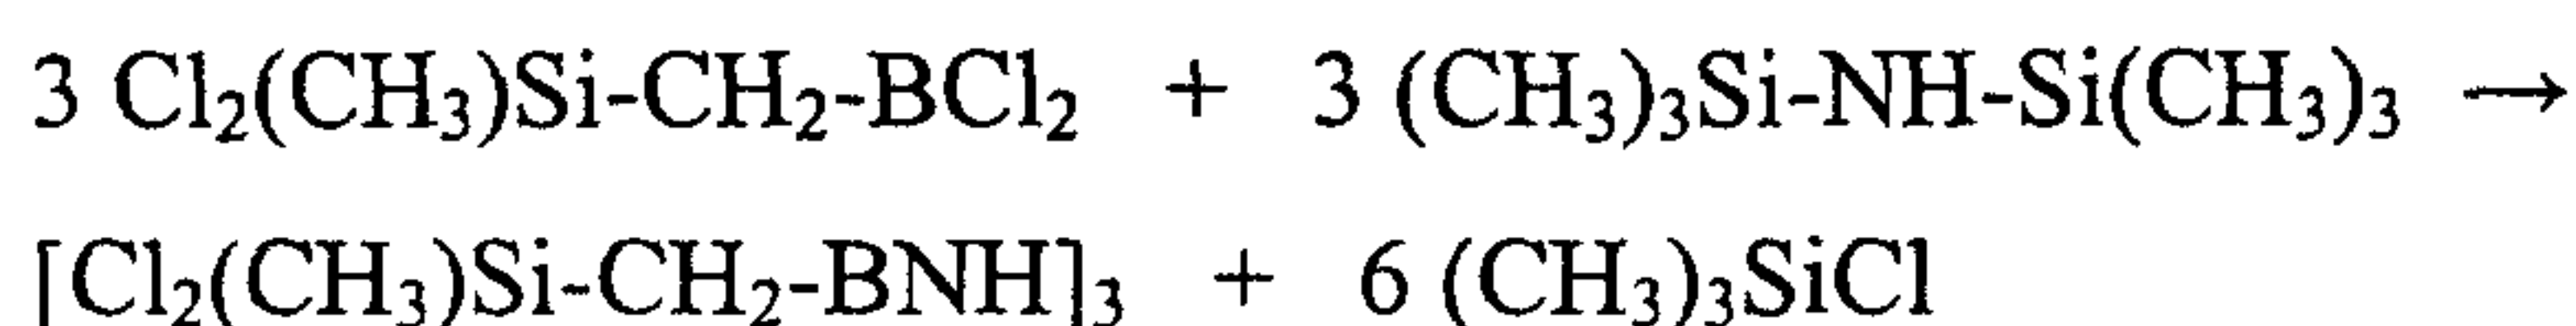 3 Cl₂(CH₃)Si-CH₂-BCl₂ + 3 (CH₃)₃Si-NH-Si(CH₃)₃ →
[Cl₂(CH₃)Si-CH₂-BNH]₃ + 6 (CH₃)₃SiCl